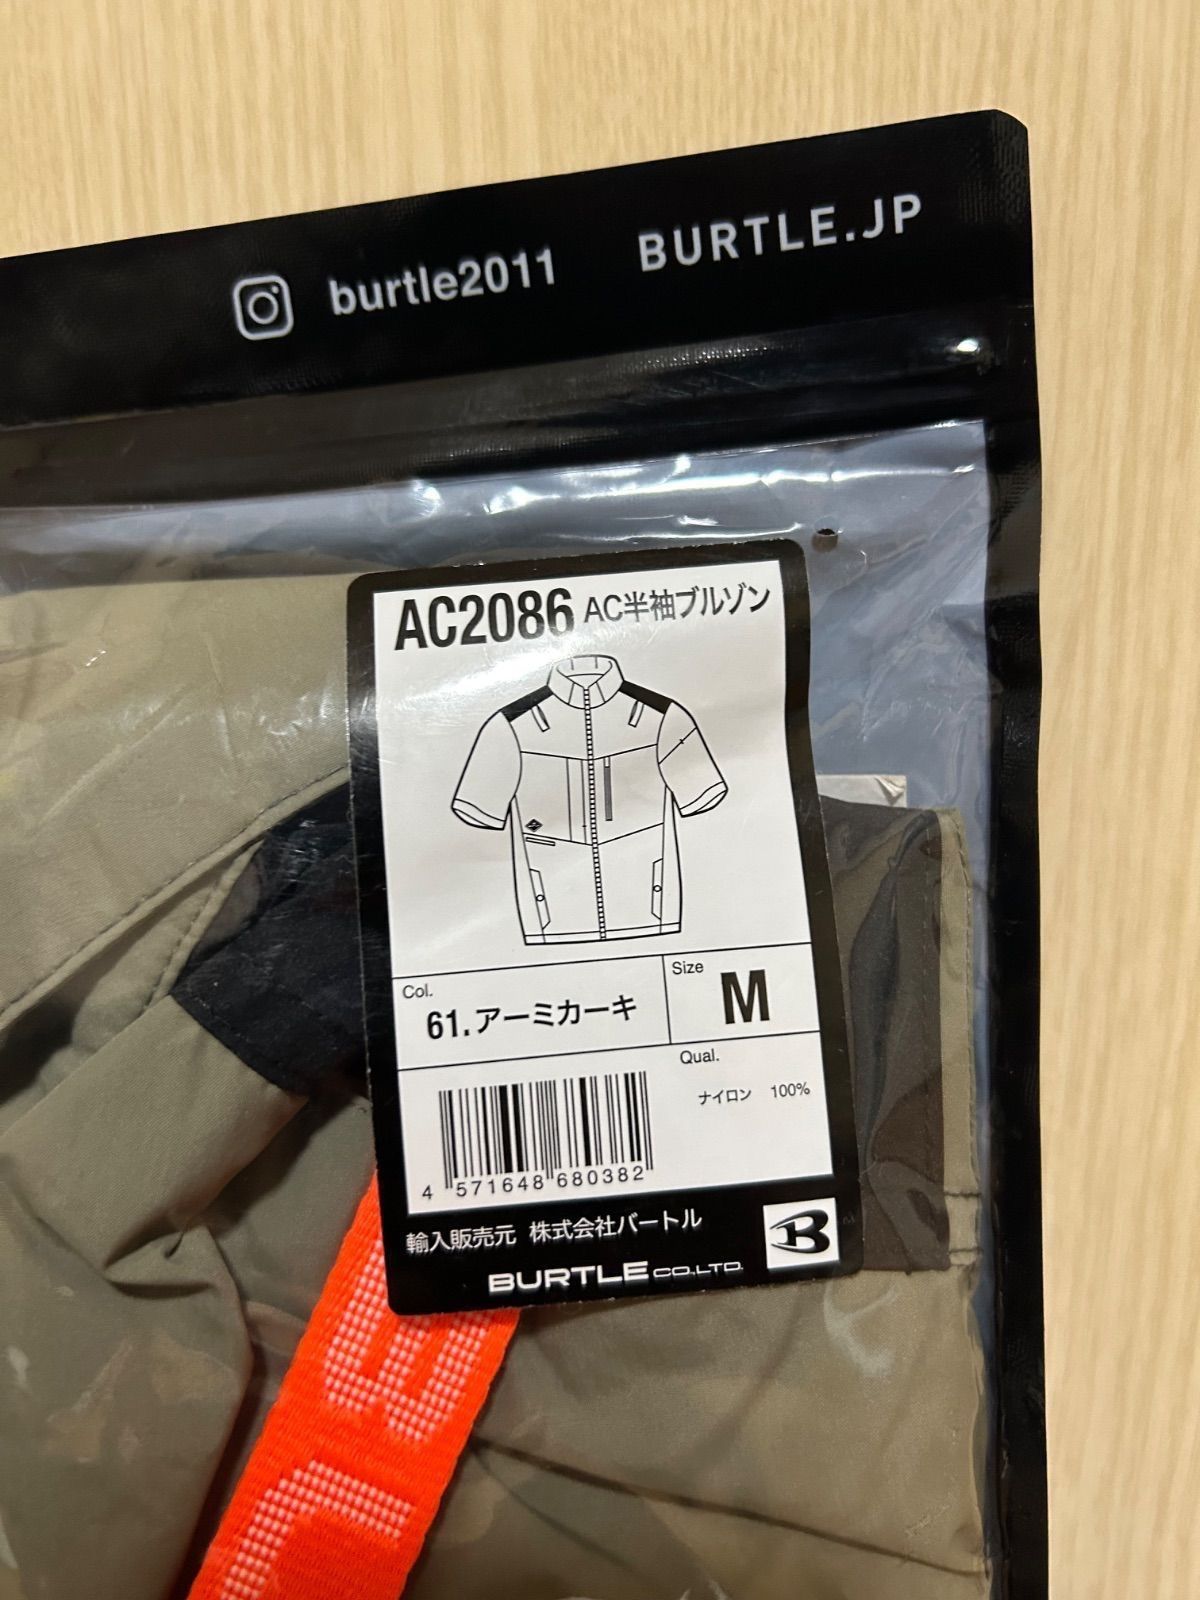 burtle2011 BURTLE.JP
AC2086 AC半袖ブルゾン
Col.
61.アーミカーキ
Size
M
Qual.
ナイロン 100%
4 571648 680382
輸入販売元 株式会社バートル
BURTLE CO.,LTD.
B